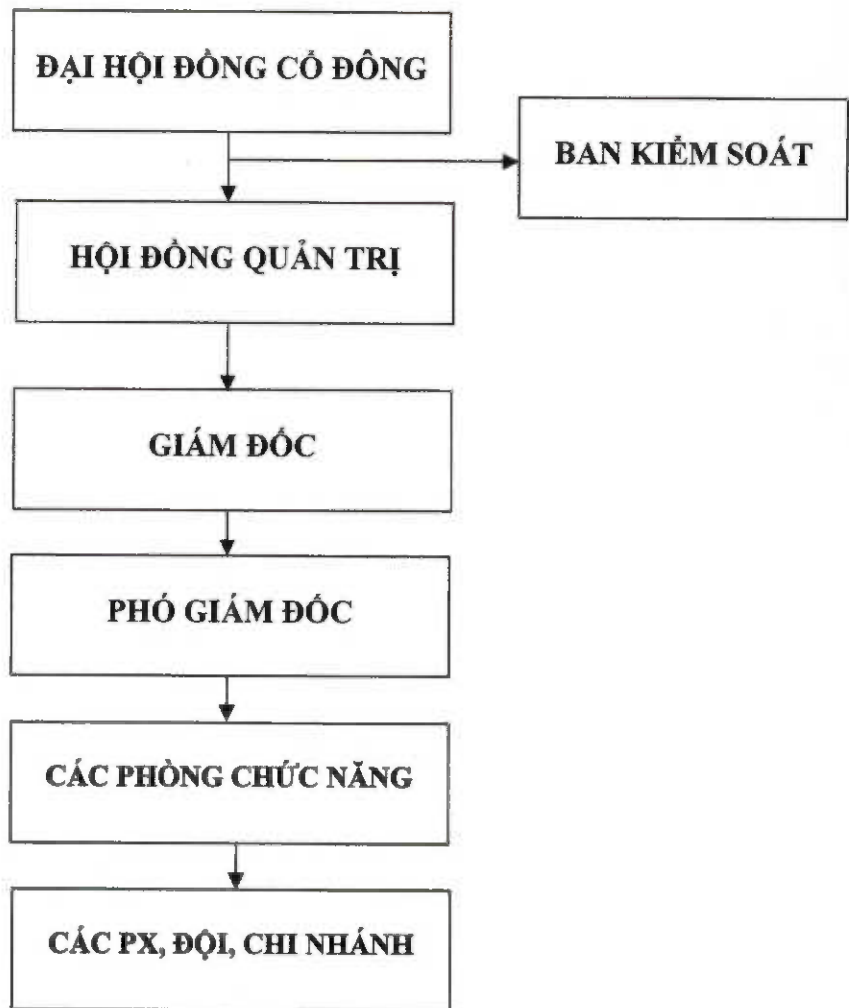 ĐẠI HỘI ĐỒNG CỔ ĐÔNG
BAN KIỂM SOÁT
HỘI ĐỒNG QUẢN TRỊ
GIÁM ĐỐC
PHÓ GIÁM ĐỐC
CÁC PHÒNG CHỨC NĂNG
CÁC PX, ĐỘI, CHI NHÁNH